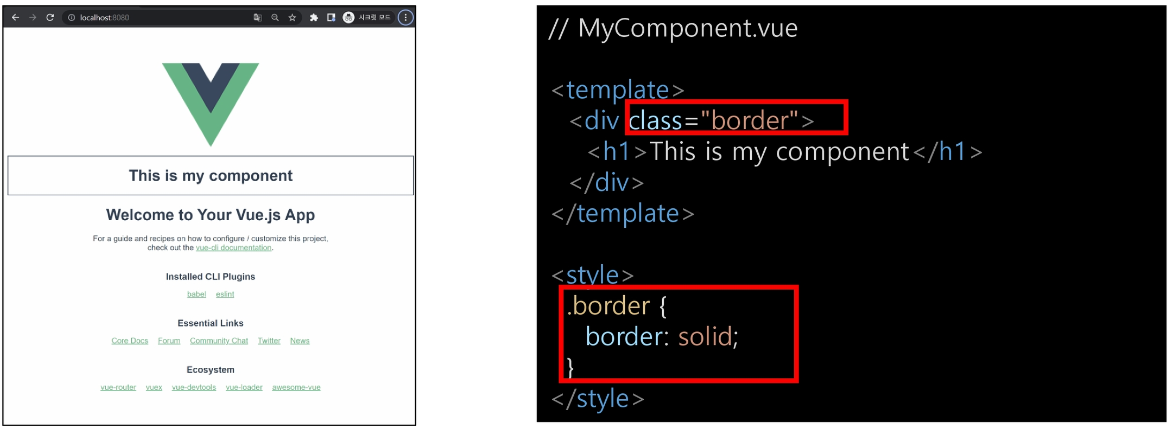 localhost:8080
시크릿 모드
This is my component
Welcome to Your Vue.js App
For a guide and recipes on how to configure / customize this project,
check out the vue-cli documentation.
Installed CLI Plugins
babel eslint
Essential Links
Core Docs Forum Community Chat Twitter News
Ecosystem
vue-router vuex vue-devtools vue-loader awesome-vue
// MyComponent.vue
<template>
<div class="border">
<h1>This is my component</h1>
</div>
</template>
<style>
.border {
border: solid;
}
</style>